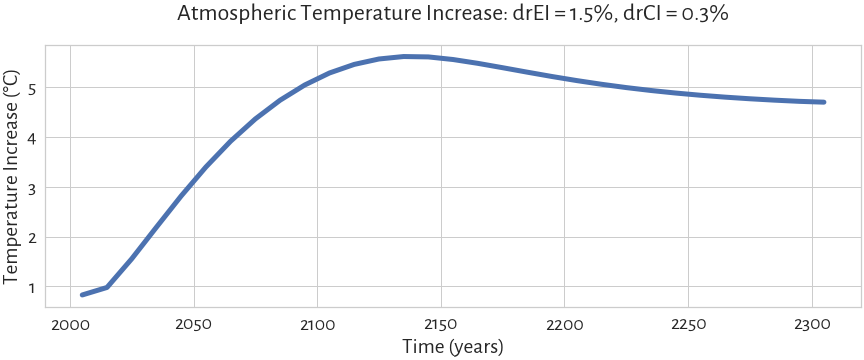 Atmospheric Temperature Increase: drEI = 1.5%, drCI = 0.3%
Temperature Increase (°C)
5
4
3
2
1
2000 2050 2100 2150 2200 2250 2300
Time (years)